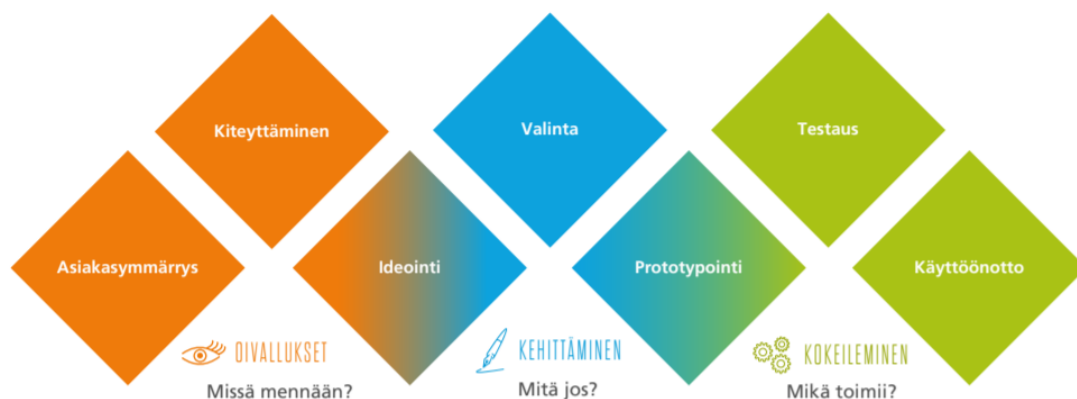 Kiteyttäminen
Valinta
Testaus
Asiakasymmärrys
Ideointi
Prototypointi
Käyttöönotto
OIVALLUKSET
KEHITTÄMINEN
KOKEILEMINEN
Missä mennään?
Mitä jos?
Mikä toimii?